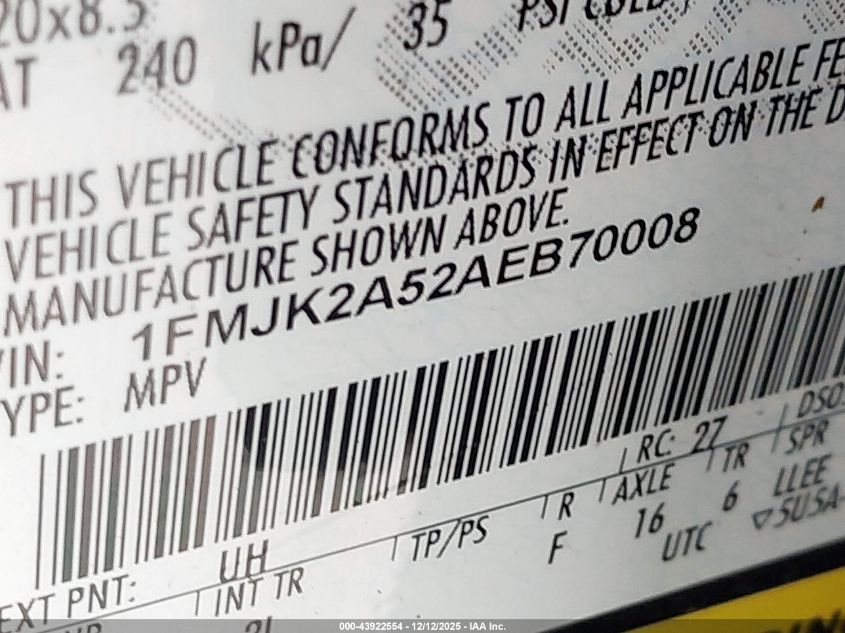 20x8.5
240 kPa/ 35 PSI
THIS VEHICLE CONFORMS TO ALL APPLICABLE FE
VEHICLE SAFETY STANDARDS IN EFFECT ON THE D
MANUFACTURE SHOWN ABOVE.
VIN: 1FMJK2A52AEB70008
TYPE: MPV
RC: 27 DSO
EXT PNT: UH
INT TR TP/PS R AXLE TR SPR
F 16 6 LLEE
UTC ▽SUSA-
000-43922554 - 12/12/2025 - IAA Inc.